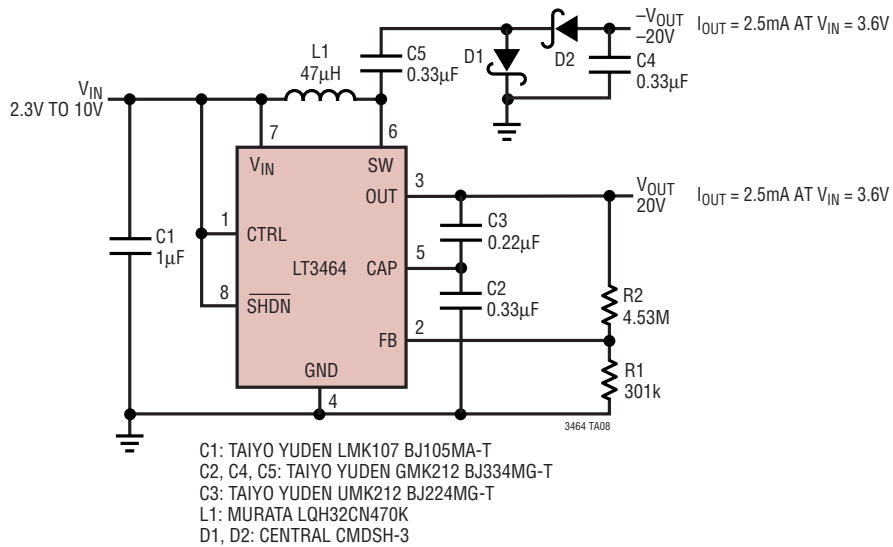 –VOUT
–20V
IOUT = 2.5mA AT VIN = 3.6V
D1
D2
C4
0.33µF
C5
0.33µF
L1
47µH
VIN
2.3V TO 10V
7
6
VIN
SW
OUT
3
VOUT
20V
IOUT = 2.5mA AT VIN = 3.6V
C3
0.22µF
1
CTRL
LT3464
CAP
5
C1
1µF
C2
0.33µF
R2
4.53M
8
SHDN
FB
2
GND
4
R1
301k
3464 TA08
C1: TAIYO YUDEN LMK107 BJ105MA-T
C2, C4, C5: TAIYO YUDEN GMK212 BJ334MG-T
C3: TAIYO YUDEN UMK212 BJ224MG-T
L1: MURATA LQH32CN470K
D1, D2: CENTRAL CMDSH-3